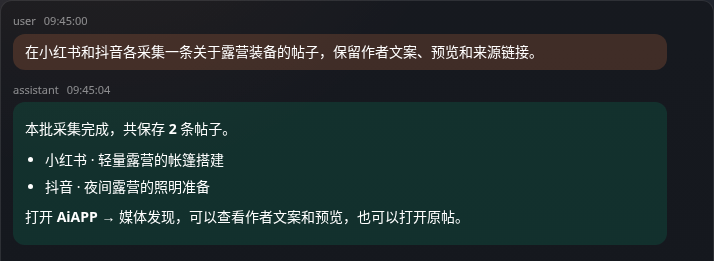 user 09:45:00
在小红书和抖音各采集一条关于露营装备的帖子，保留作者文案、预览和来源链接。
assistant 09:45:04
本批采集完成，共保存 2 条帖子。
• 小红书 · 轻量露营的帐篷搭建
• 抖音 · 夜间露营的照明准备
打开 AiAPP → 媒体发现，可以查看作者文案和预览，也可以打开原帖。